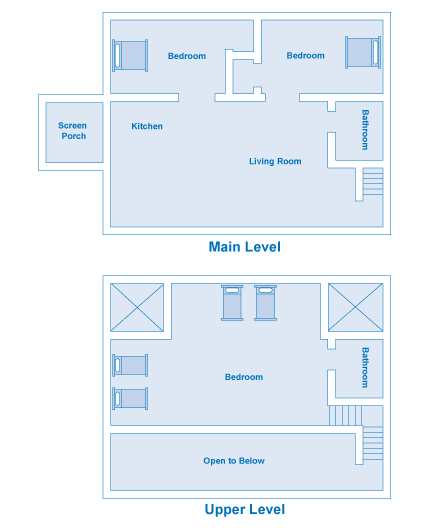 Bedroom
Bedroom
Screen
Porch
Kitchen
Bathroom
Living Room
Main Level
Bathroom
Bedroom
Open to Below
Upper Level